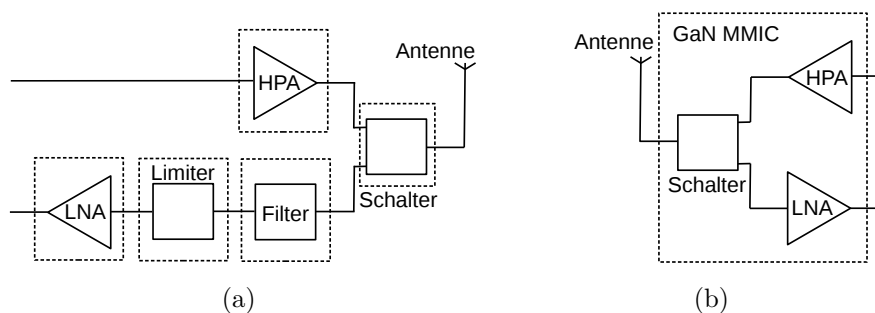 HPA
Antenne
Limiter
LNA
Filter
Schalter
(a)
GaN MMIC
Antenne
HPA
Schalter
LNA
(b)